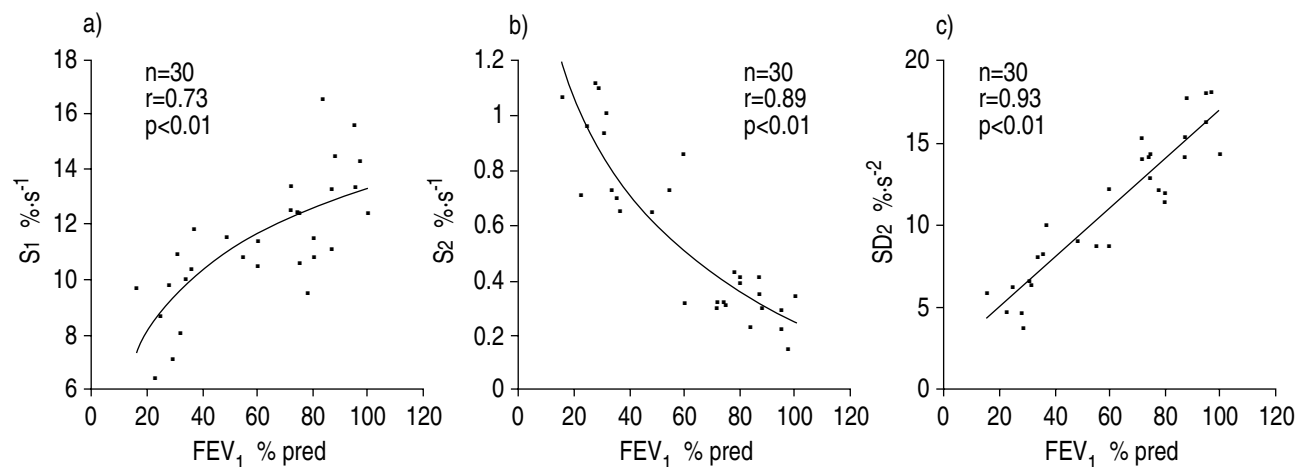 a)
n=30
r=0.73
p<0.01
18
16
14
12
10
8
6
S1 %·s-1
0 20 40 60 80 100 120
FEV1 % pred
b)
n=30
r=0.89
p<0.01
1.2
1
0.8
0.6
0.4
0.2
0
S2 %·s-1
0 20 40 60 80 100 120
FEV1 % pred
c)
n=30
r=0.93
p<0.01
20
15
10
5
0
SD2 %·s-2
0 20 40 60 80 100 120
FEV1 % pred